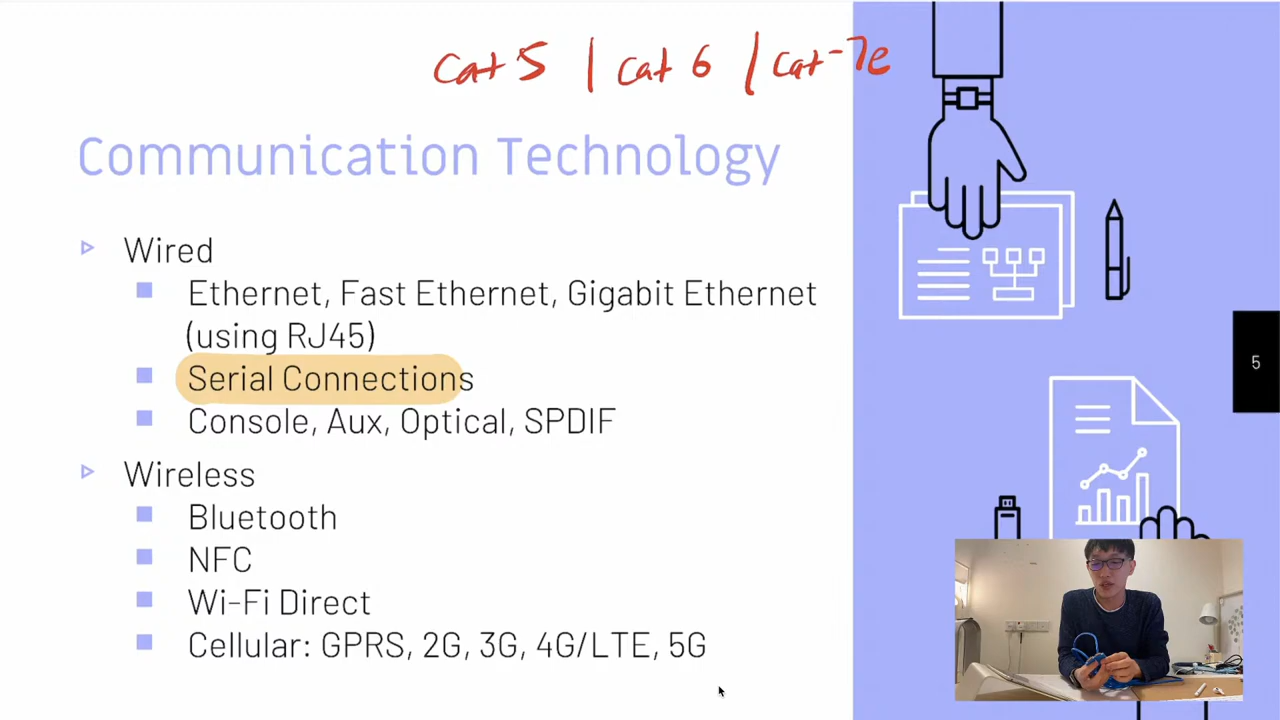 Cat 5 | Cat 6 | Cat-7e
Communication Technology
Wired
Ethernet, Fast Ethernet, Gigabit Ethernet
(using RJ45)
Serial Connections
Console, Aux, Optical, SPDIF
Wireless
Bluetooth
NFC
Wi-Fi Direct
Cellular: GPRS, 2G, 3G, 4G/LTE, 5G
5